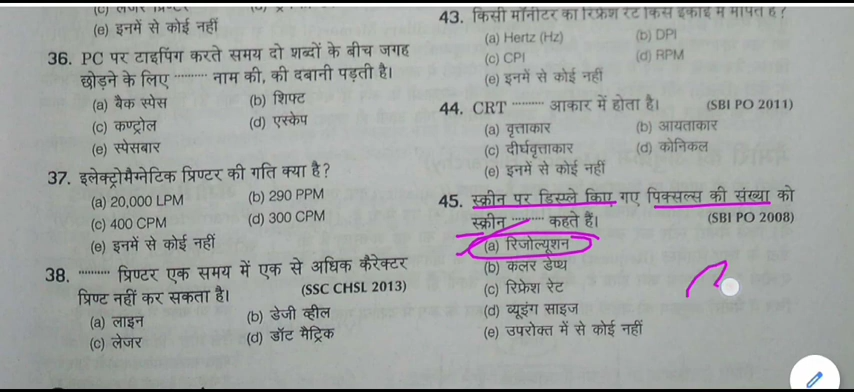 (e) इनमें से कोई नहीं
36. PC पर टाइपिंग करते समय दो शब्दों के बीच जगह
छोड़ने के लिए ......... नाम की, की दबानी पड़ती है।
(a) बैक स्पेस (b) शिफ्ट
(c) कण्ट्रोल (d) एस्केप
(e) स्पेसबार
37. इलेक्ट्रोमैग्नेटिक प्रिण्टर की गति क्या है?
(a) 20,000 LPM (b) 290 PPM
(c) 400 CPM (d) 300 CPM
(e) इनमें से कोई नहीं
38. ......... प्रिण्टर एक समय में एक से अधिक कैरेक्टर
प्रिण्ट नहीं कर सकता है। (SSC CHSL 2013)
(a) लाइन (b) डेजी व्हील
(c) लेजर (d) डॉट मैट्रिक
43. किसी मॉनीटर का रिफ्रेश रेट किस इकाई में मापते हैं?
(a) Hertz (Hz) (b) DPI
(c) CPI (d) RPM
(e) इनमें से कोई नहीं
44. CRT ......... आकार में होता है। (SBI PO 2011)
(a) वृत्ताकार (b) आयताकार
(c) दीर्घवृत्ताकार (d) कोनिकल
(e) इनमें से कोई नहीं
45. स्क्रीन पर डिस्प्ले किए गए पिक्सल्स की संख्या को
स्क्रीन ......... कहते हैं। (SBI PO 2008)
(a) रिजोल्यूशन
(b) कलर डेप्थ
(c) रिफ्रेश रेट
(d) व्यूइंग साइज
(e) उपरोक्त में से कोई नहीं